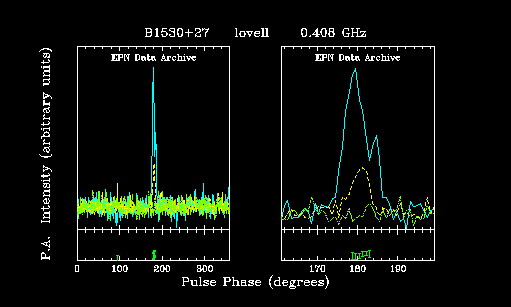 B1530+27 lovell 0.408 GHz
EPN Data Archive EPN Data Archive
Intensity (arbitrary units)
P.A.
0 100 200 300 170 180 190
Pulse Phase (degrees)